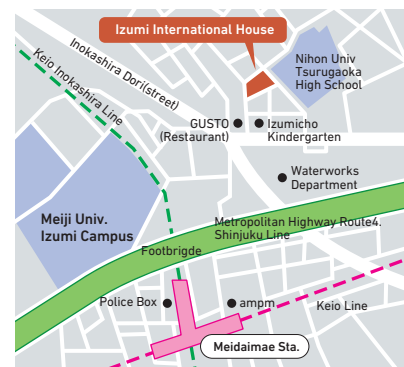 Izumi International House
Inokashira Dori(street)
Keio Inokashira Line
Nihon Univ
Tsurugaoka
High School
GUSTO
(Restaurant)
Izumicho
Kindergarten
Waterworks
Department
Meiji Univ.
Izumi Campus
Metropolitan Highway Route4.
Shinjuku Line
Footbrigde
Police Box
ampm
Keio Line
Meidaimae Sta.